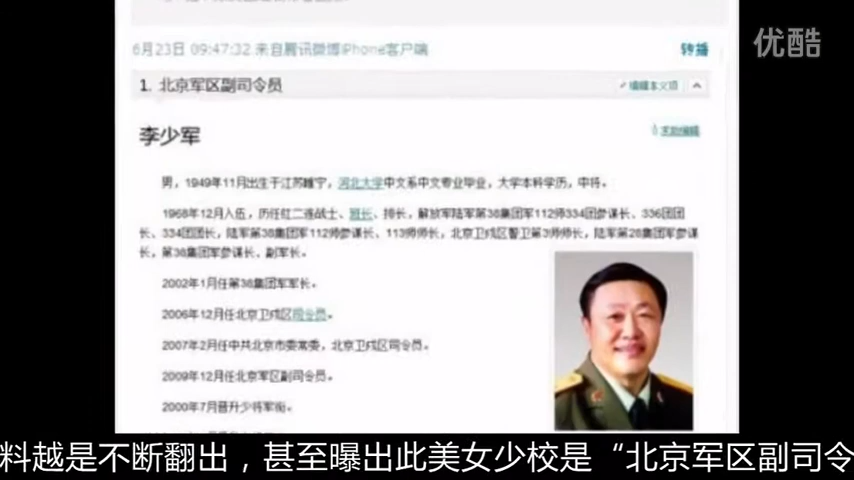 6月23日 09:47:32 来自腾讯微博iPhone客户端
转播
优酷
1. 北京军区副司令员
编辑本义项
李少军
男，1949年11月出生于江苏睢宁，河北大学中文系中文专业毕业，大学本科学历，中将。
1968年12月入伍，历任红二连战士、班长、排长，解放军陆军第38集团军112师334团参谋长、336团团
长、334团团长，陆军第38集团军112师参谋长、113师师长，北京卫戍区警卫第3师师长，陆军第28集团军参谋
长，第38集团军参谋长、副军长。
2002年1月任第38集团军军长。
2006年12月任北京卫戍区司令员。
2007年2月任中共北京市委常委，北京卫戍区司令员。
2009年12月任北京军区副司令员。
2000年7月晋升少将军衔。
料越是不断翻出，甚至曝出此美女少校是“北京军区副司令